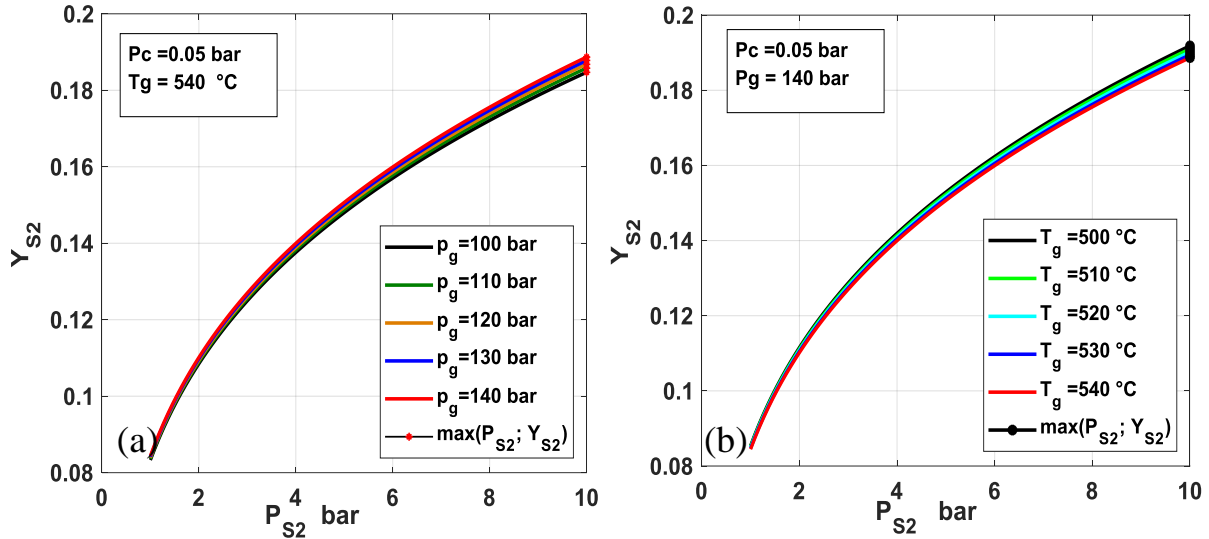 0.2
0.18
0.16
0.14
0.12
0.1
0.08
Y_S2
Pc =0.05 bar
Tg = 540 °C
p_g=100 bar
p_g=110 bar
p_g=120 bar
p_g=130 bar
p_g=140 bar
max(P_S2; Y_S2)
(a)
0 2 4 6 8 10
P_S2 bar
0.2
0.18
0.16
0.14
0.12
0.1
0.08
Y_S2
Pc =0.05 bar
Pg = 140 bar
T_g =500 °C
T_g =510 °C
T_g =520 °C
T_g =530 °C
T_g =540 °C
max(P_S2; Y_S2)
(b)
0 2 4 6 8 10
P_S2 bar